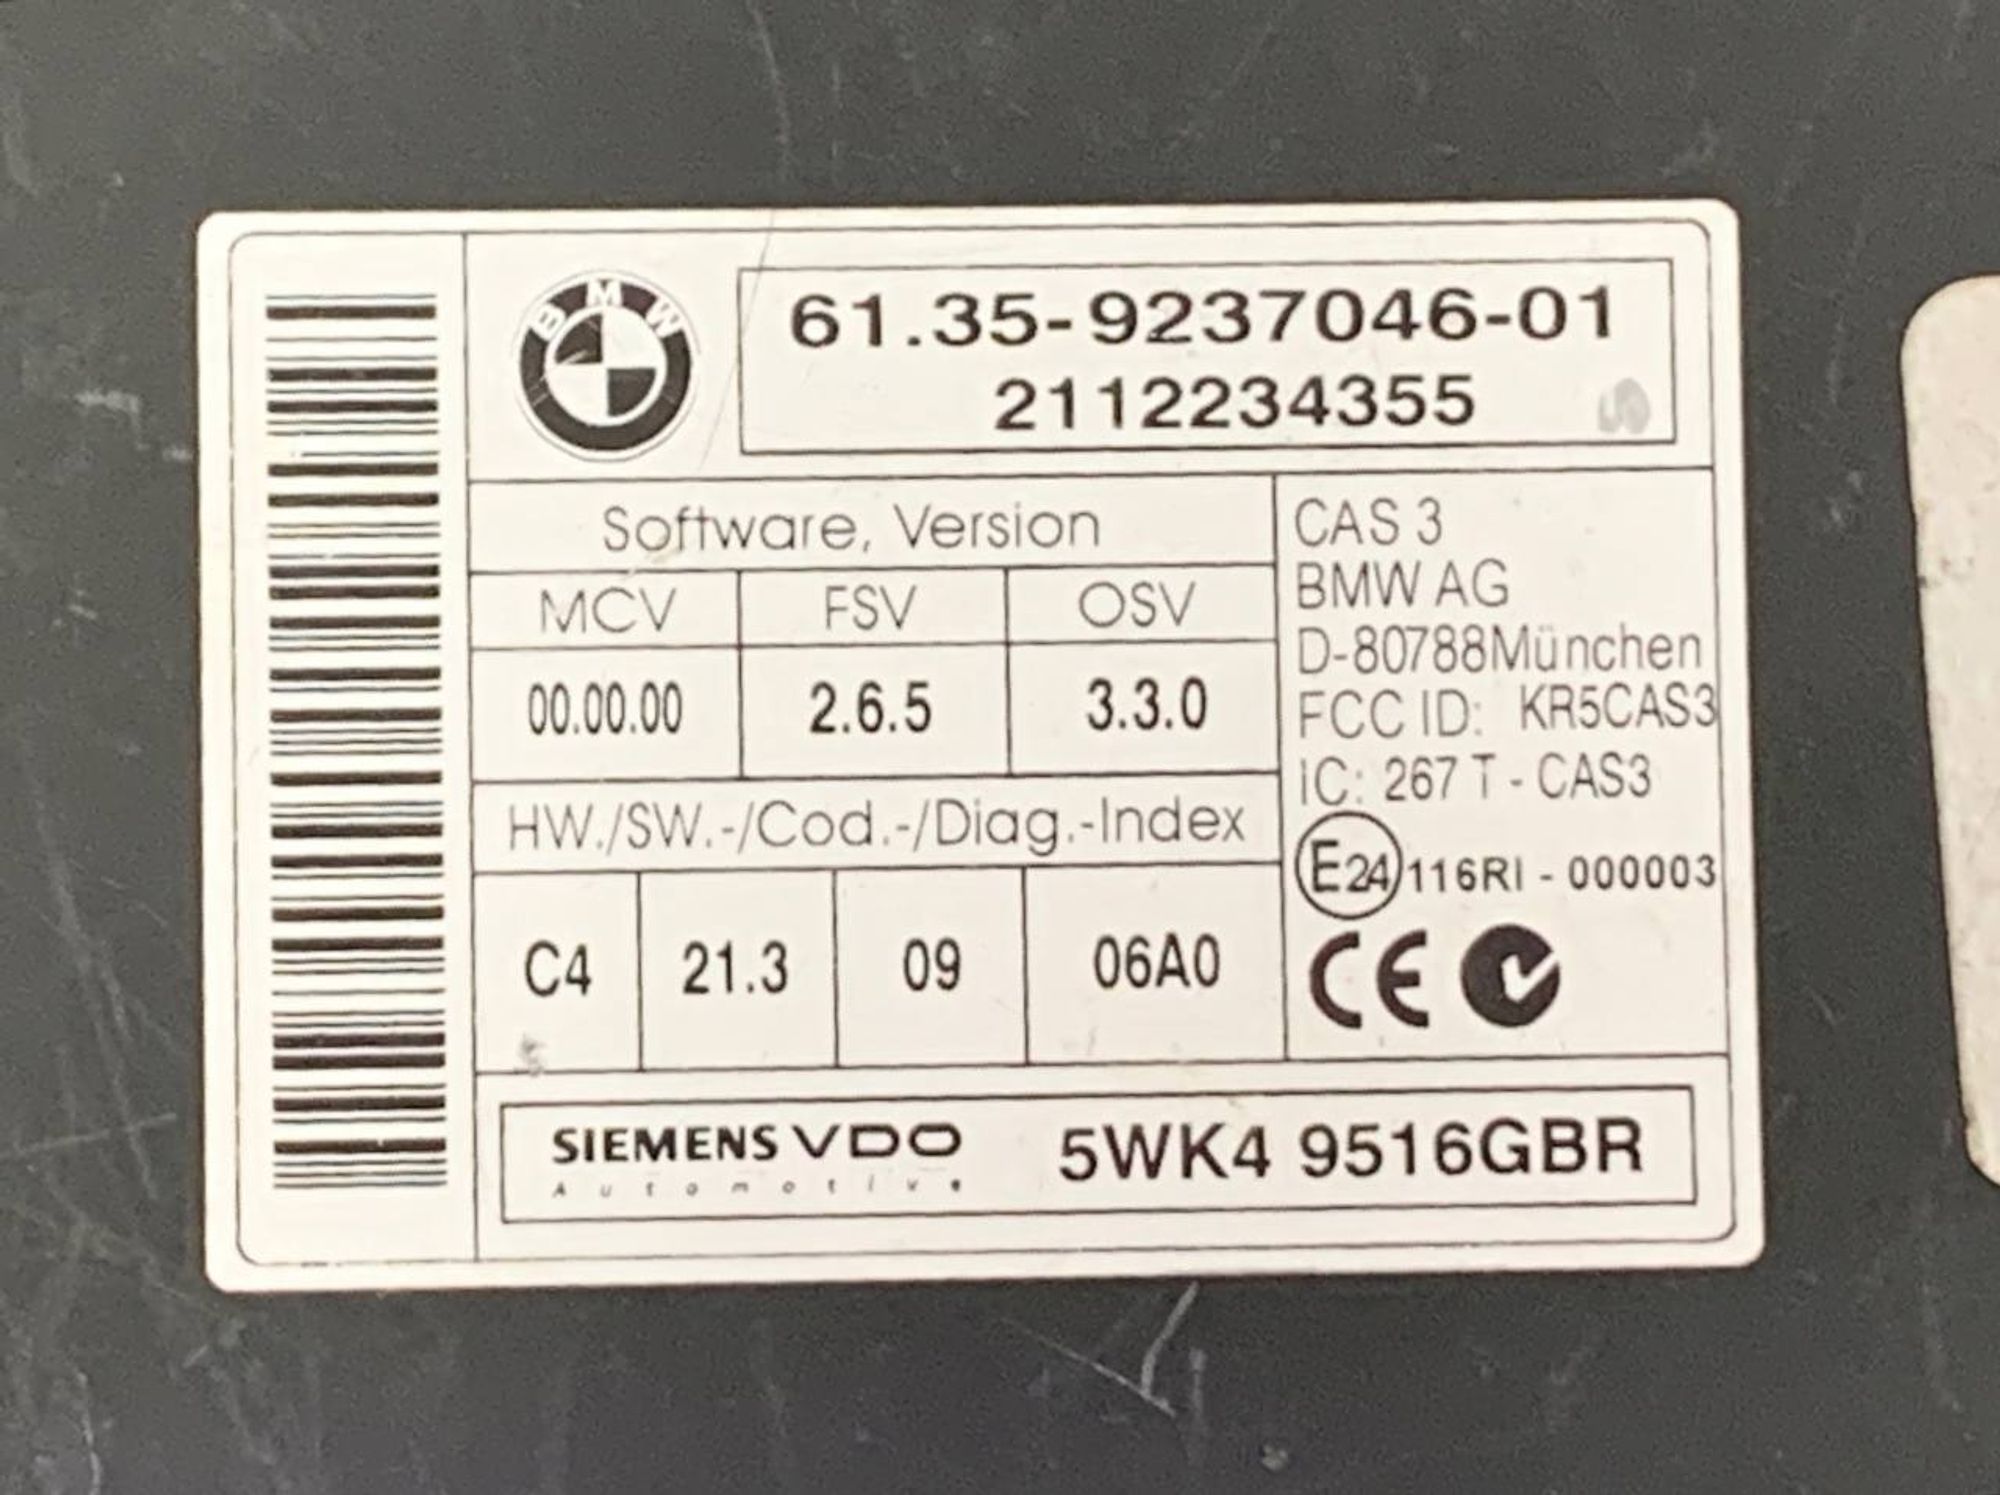 BMW
61.35-9237046-01
2112234355
Software, Version
MCV FSV OSV
00.00.00 2.6.5 3.3.0
HW./SW.-/Cod.-/Diag.-Index
C4 21.3 09 06A0
CAS 3
BMW AG
D-80788München
FCC ID: KR5CAS3
IC: 267 T - CAS3
E24 116RI - 000003
CE
SIEMENS VDO
Automotive
5WK4 9516GBR